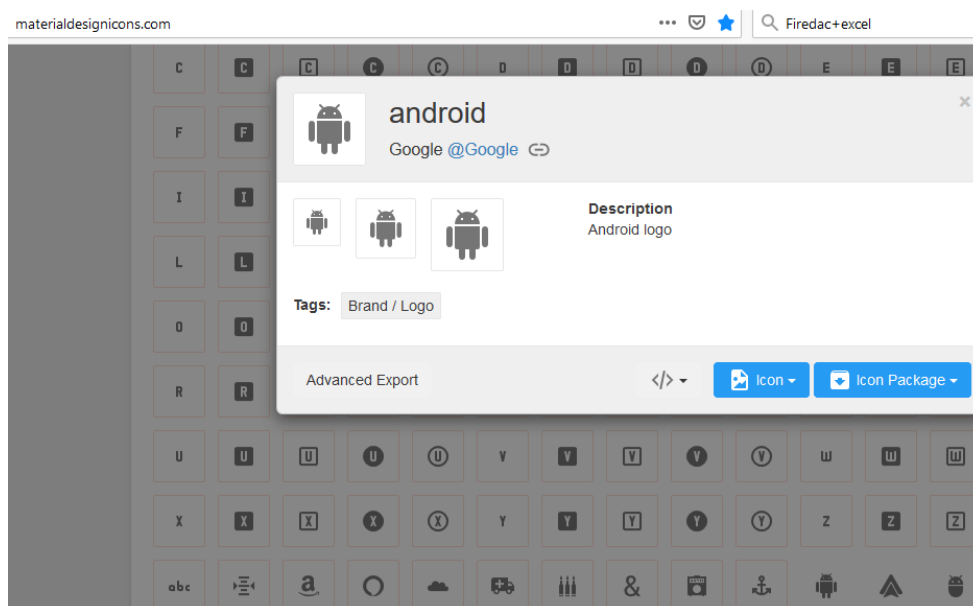 materialdesignicons.com
Firedac+excel
C C C C C D D D D D E E E
android
Google @Google
F F
I I
Description
Android logo
L L
Tags: Brand / Logo
O O
Advanced Export
</> Icon Icon Package
R R
U U U U U V V V V V W W W
X X X X X Y Y Y Y Y Z Z Z
abc a &